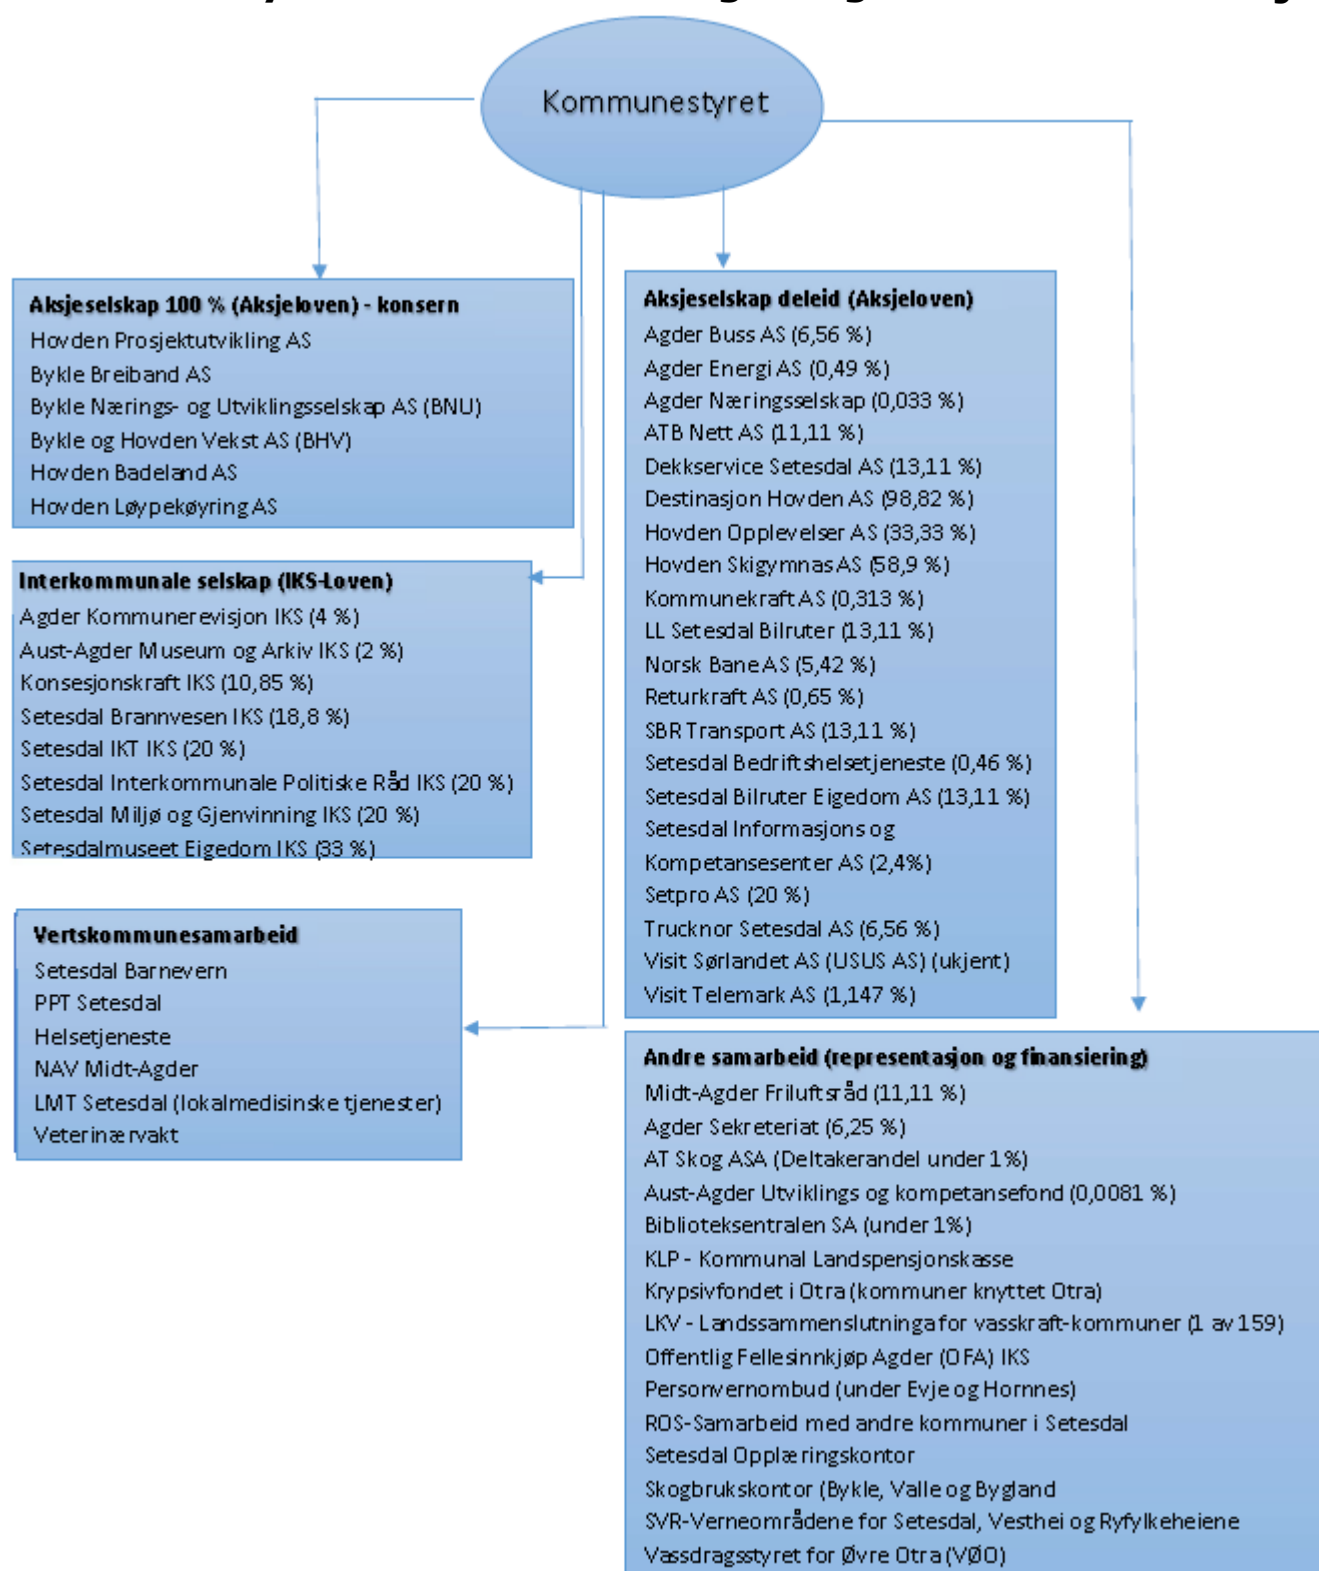 Kommunestyret
Aksjeselskap 100 % (Aksjeloven) - konsern
Hovden Prosjektutvikling AS
Bykle Breiband AS
Bykle Nærings- og Utviklingsselskap AS (BNU)
Bykle og Hovden Vekst AS (BHV)
Hovden Badeland AS
Hovden Løypekøyring AS
Interkommunale selskap (IKS-Loven)
Agder Kommunerevisjon IKS (4 %)
Aust-Agder Museum og Arkiv IKS (2 %)
Konsesjonskraft IKS (10,85 %)
Setesdal Brannvesen IKS (18,8 %)
Setesdal IKT IKS (20 %)
Setesdal Interkommunale Politiske Råd IKS (20 %)
Setesdal Miljø og Gjenvinning IKS (20 %)
Setesdalmuseet Eigedom IKS (33 %)
Vertskommunesamarbeid
Setesdal Barnevern
PPT Setesdal
Helsetjeneste
NAV Midt-Agder
LMT Setesdal (lokalmedisinske tjenester)
Veterinærvakt
Aksjeselskap deleid (Aksjeloven)
Agder Buss AS (6,56 %)
Agder Energi AS (0,49 %)
Agder Næringsselskap (0,033 %)
ATB Nett AS (11,11 %)
Dekkservice Setesdal AS (13,11 %)
Destinasjon Hovden AS (98,82 %)
Hovden Opplevelser AS (33,33 %)
Hovden Skigymnas AS (58,9 %)
Kommunekraft AS (0,313 %)
LL Setesdal Bilruter (13,11 %)
Norsk Bane AS (5,42 %)
Returkraft AS (0,65 %)
SBR Transport AS (13,11 %)
Setesdal Bedriftshelsetjeneste (0,46 %)
Setesdal Bilruter Eigedom AS (13,11 %)
Setesdal Informasjons og
Kompetansesenter AS (2,4%)
Setpro AS (20 %)
Trucknor Setesdal AS (6,56 %)
Visit Sørlandet AS (USUS AS) (ukjent)
Visit Telemark AS (1,147 %)
Andre samarbeid (representasjon og finansiering)
Midt-Agder Friluftsråd (11,11 %)
Agder Sekreteriat (6,25 %)
AT Skog ASA (Deltakerandel under 1%)
Aust-Agder Utviklings og kompetansefond (0,0081 %)
Biblioteksentralen SA (under 1%)
KLP - Kommunal Landspensjonskasse
Krypsivfondet i Otra (kommuner knyttet Otra)
LKV - Landssammenslutninga for vasskraft-kommuner (1 av 159)
Offentlig Fellesinnkjøp Agder (OFA) IKS
Personvernombud (under Evje og Hornnes)
ROS-Samarbeid med andre kommuner i Setesdal
Setesdal Opplæringskontor
Skogbrukskontor (Bykle, Valle og Bygland
SVR-Verneområdene for Setesdal, Vesthei og Ryfylkeheiene
Vassdragsstyret for Øvre Otra (VØO)